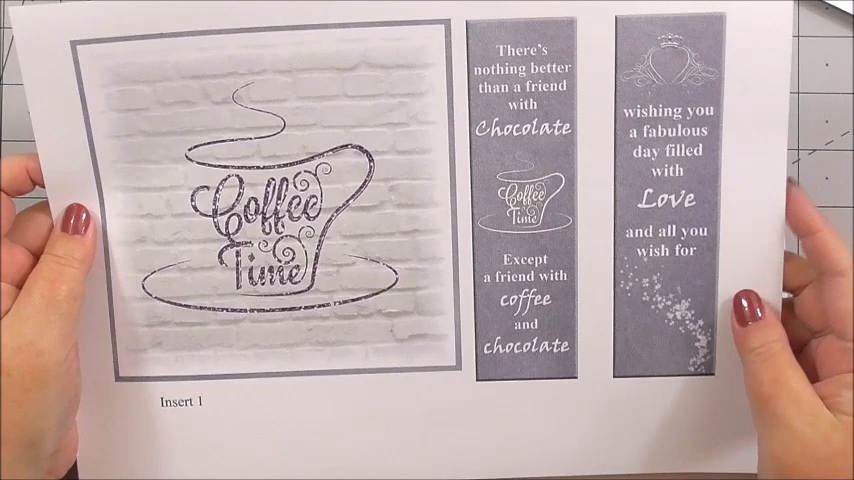 Coffee
Time
Insert 1
There's
nothing better
than a friend
with
Chocolate
Coffee
Time
Except
a friend with
coffee
and
chocolate
wishing you
a fabulous
day filled
with
Love
and all you
wish for